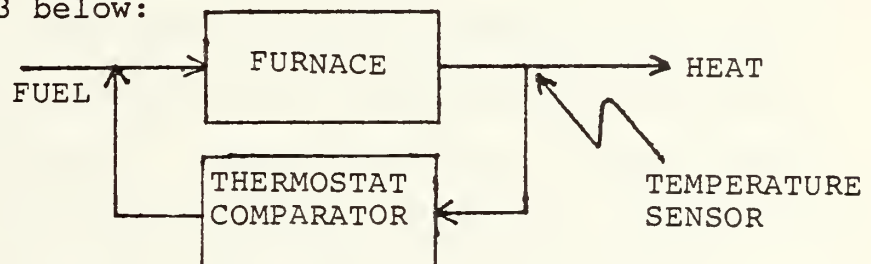 3 below:
FURNACE
HEAT
FUEL
THERMOSTAT
COMPARATOR
TEMPERATURE
SENSOR